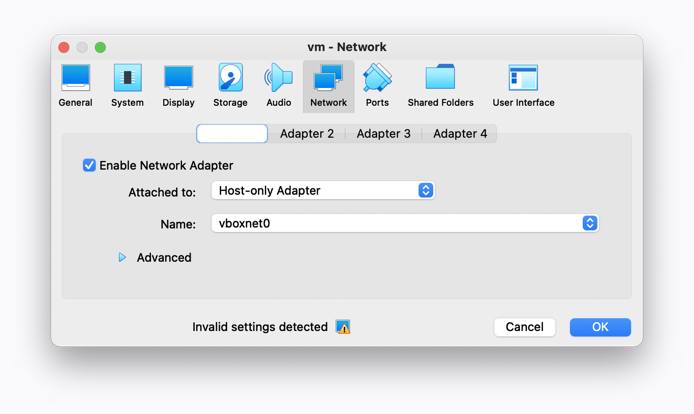 vm - Network
General System Display Storage Audio Network Ports Shared Folders User Interface
Adapter 2 Adapter 3 Adapter 4
Enable Network Adapter
Attached to: Host-only Adapter
Name: vboxnet0
Advanced
Invalid settings detected Cancel OK